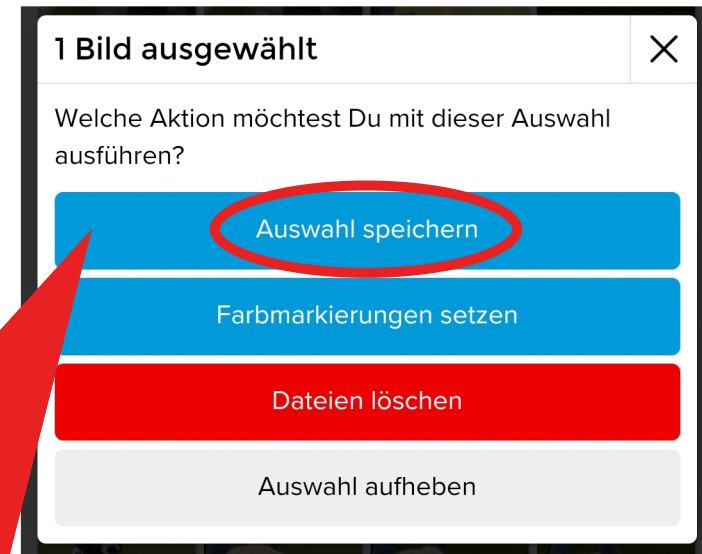 1 Bild ausgewählt
Welche Aktion möchtest Du mit dieser Auswahl
ausführen?
Auswahl speichern
Farbmarkierungen setzen
Dateien löschen
Auswahl aufheben